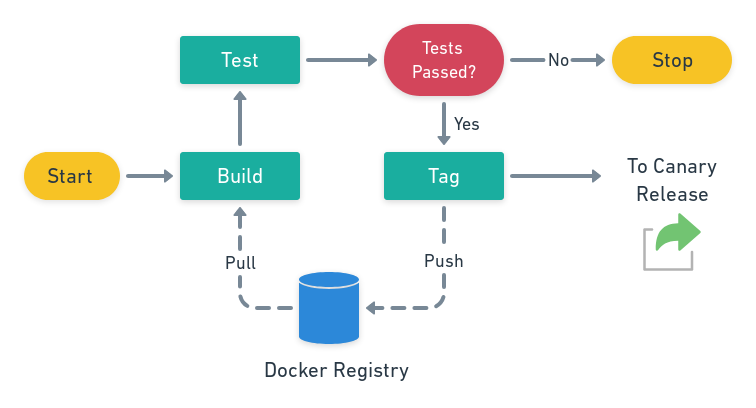 Test
Tests
Passed?
No
Stop
Yes
Start
Build
Tag
To Canary
Release
Pull
Push
Docker Registry